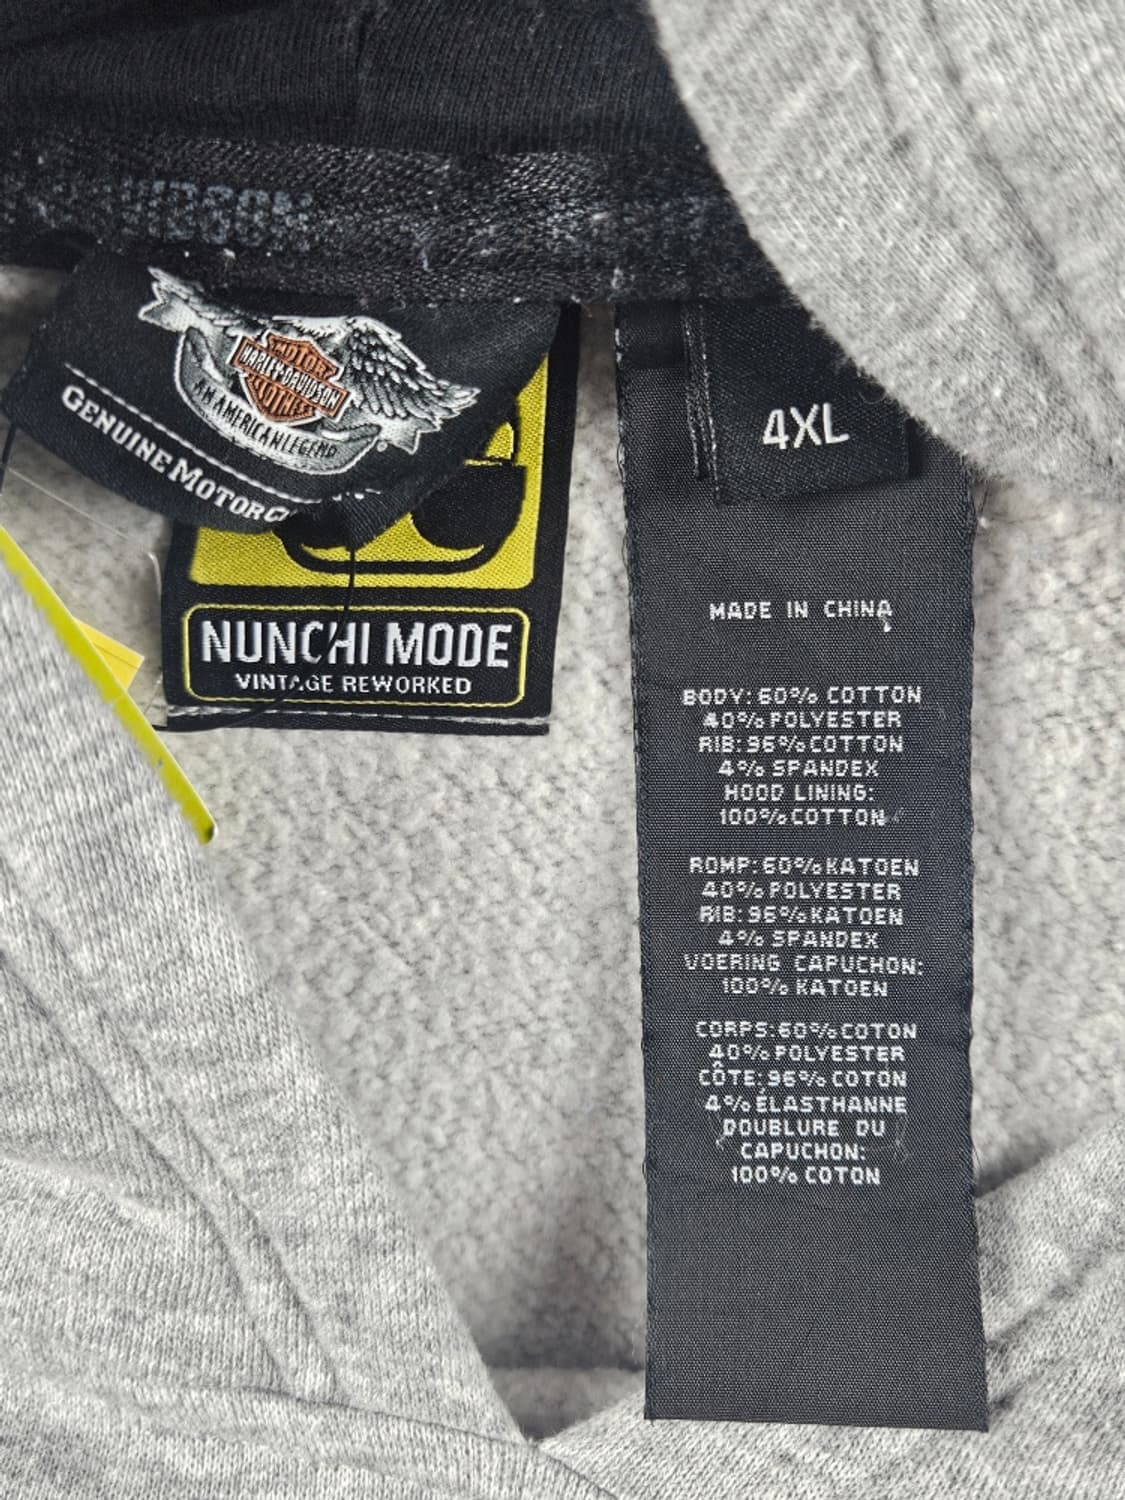 MOTOR
HARLEY-DAVIDSON
CLOTHES
AN AMERICAN LEGEND
GENUINE
NUNCHI MODE
VINTAGE REWORKED
4XL
MADE IN CHINA
BODY: 60% COTTON
40% POLYESTER
RIB: 96% COTTON
4% SPANDEX
HOOD LINING:
100% COTTON
ROMP: 60% KATOEN
40% POLYESTER
RIB: 96% KATOEN
4% SPANDEX
VOERING CAPUCHON:
100% KATOEN
CORPS: 60% COTON
40% POLYESTER
CÔTE: 96% COTON
4% ÉLASTHANNE
DOUBLURE DU
CAPUCHON:
100% COTON